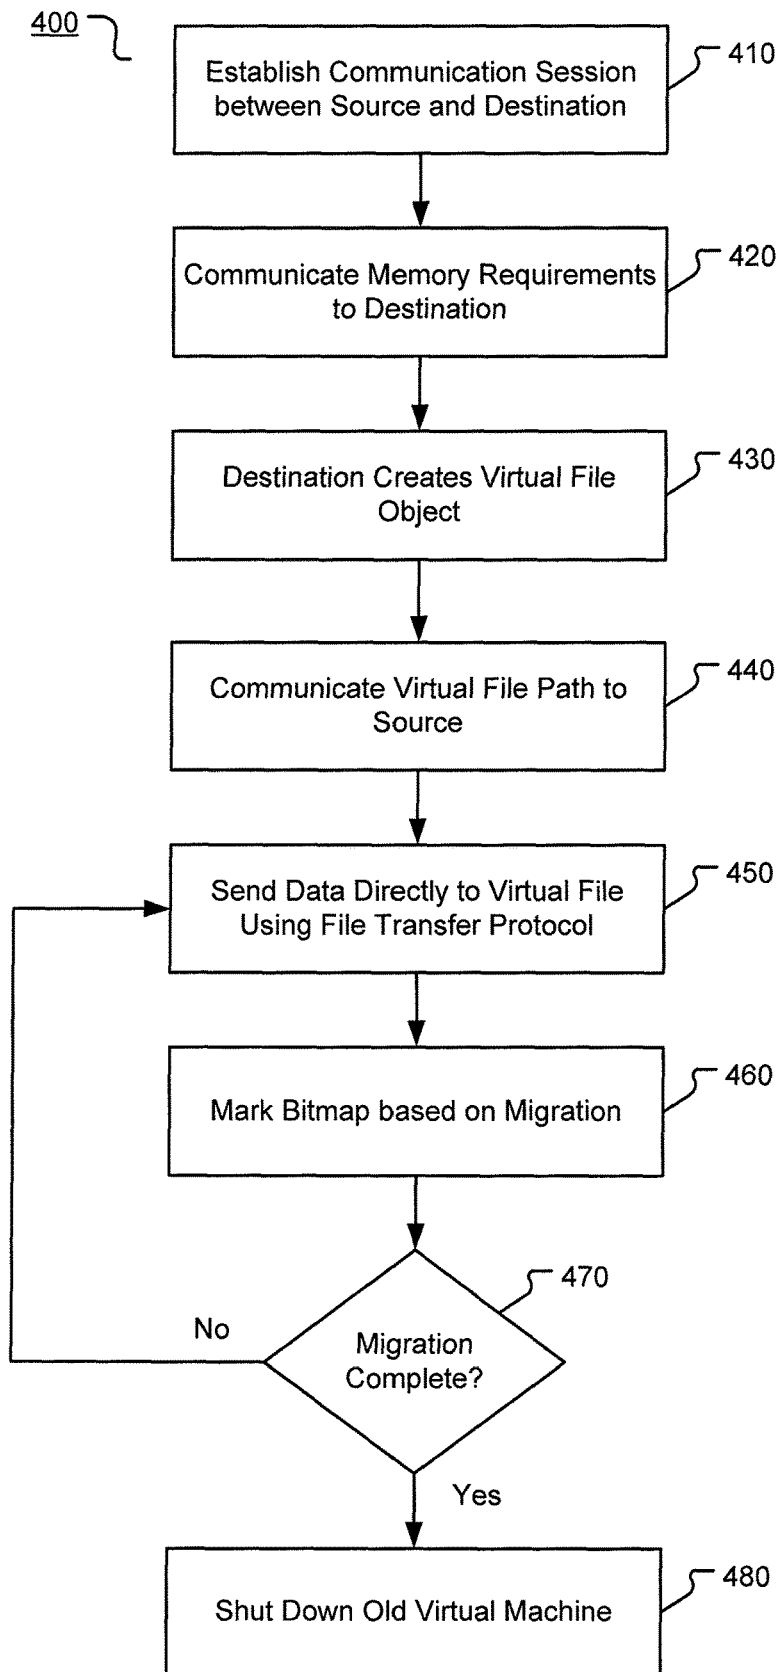 400
Establish Communication Session
between Source and Destination
410
Communicate Memory Requirements
to Destination
420
Destination Creates Virtual File
Object
430
Communicate Virtual File Path to
Source
440
Send Data Directly to Virtual File
Using File Transfer Protocol
450
Mark Bitmap based on Migration
460
Migration
Complete?
470
No
Yes
Shut Down Old Virtual Machine
480